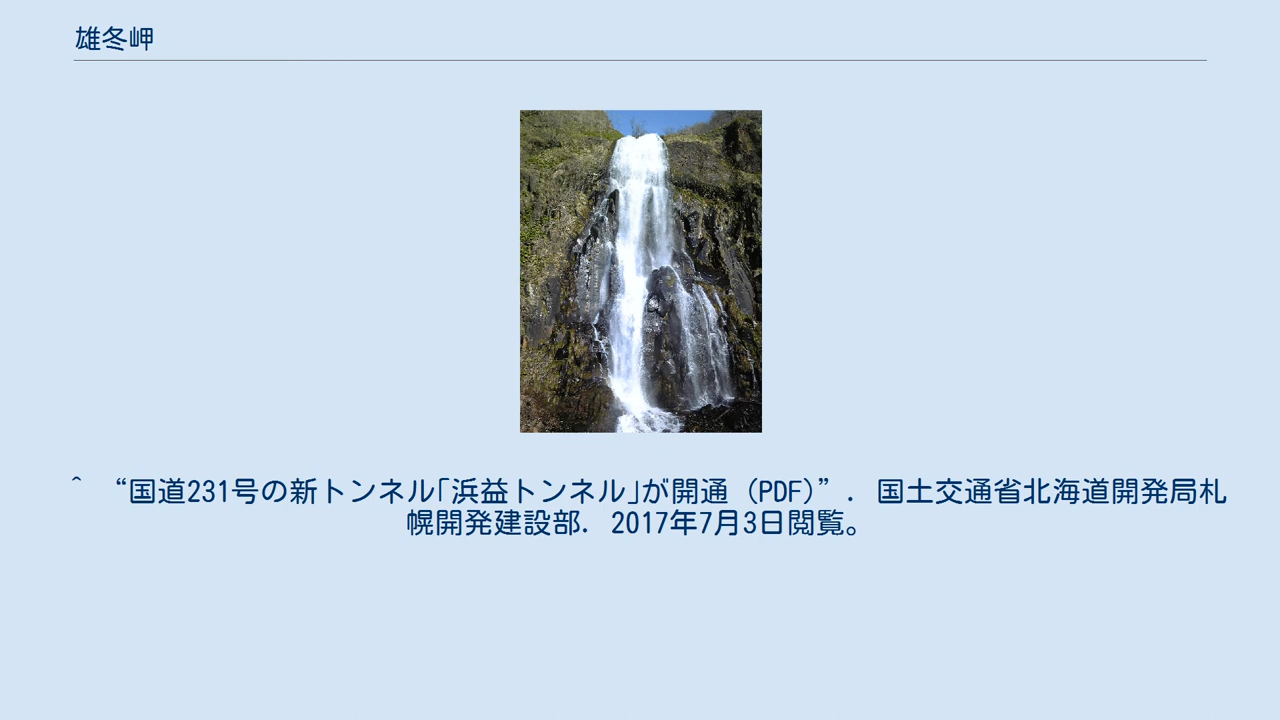 雄冬岬
^ “国道231号の新トンネル｢浜益トンネル｣が開通（PDF)”. 国土交通省北海道開発局札
幌開発建設部. 2017年7月3日閲覧。